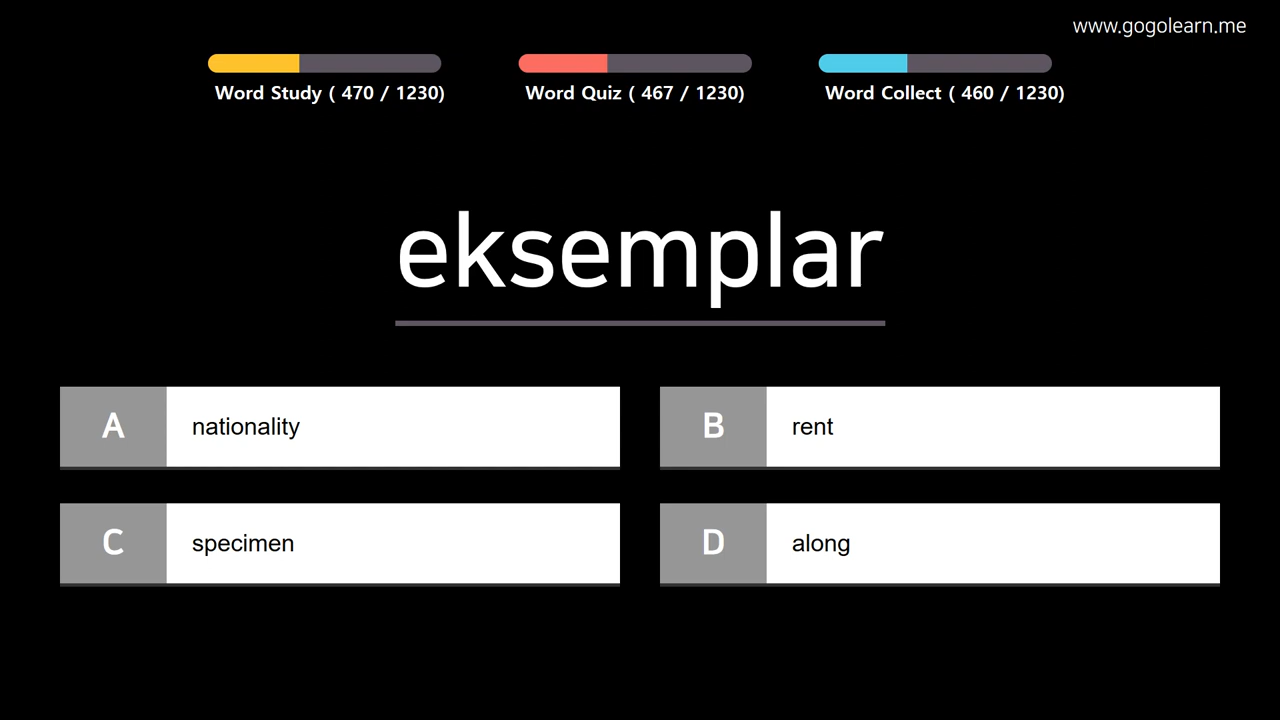 www.gogolearn.me
Word Study ( 470 / 1230)
Word Quiz ( 467 / 1230)
Word Collect ( 460 / 1230)
eksemplar
A nationality
B rent
C specimen
D along